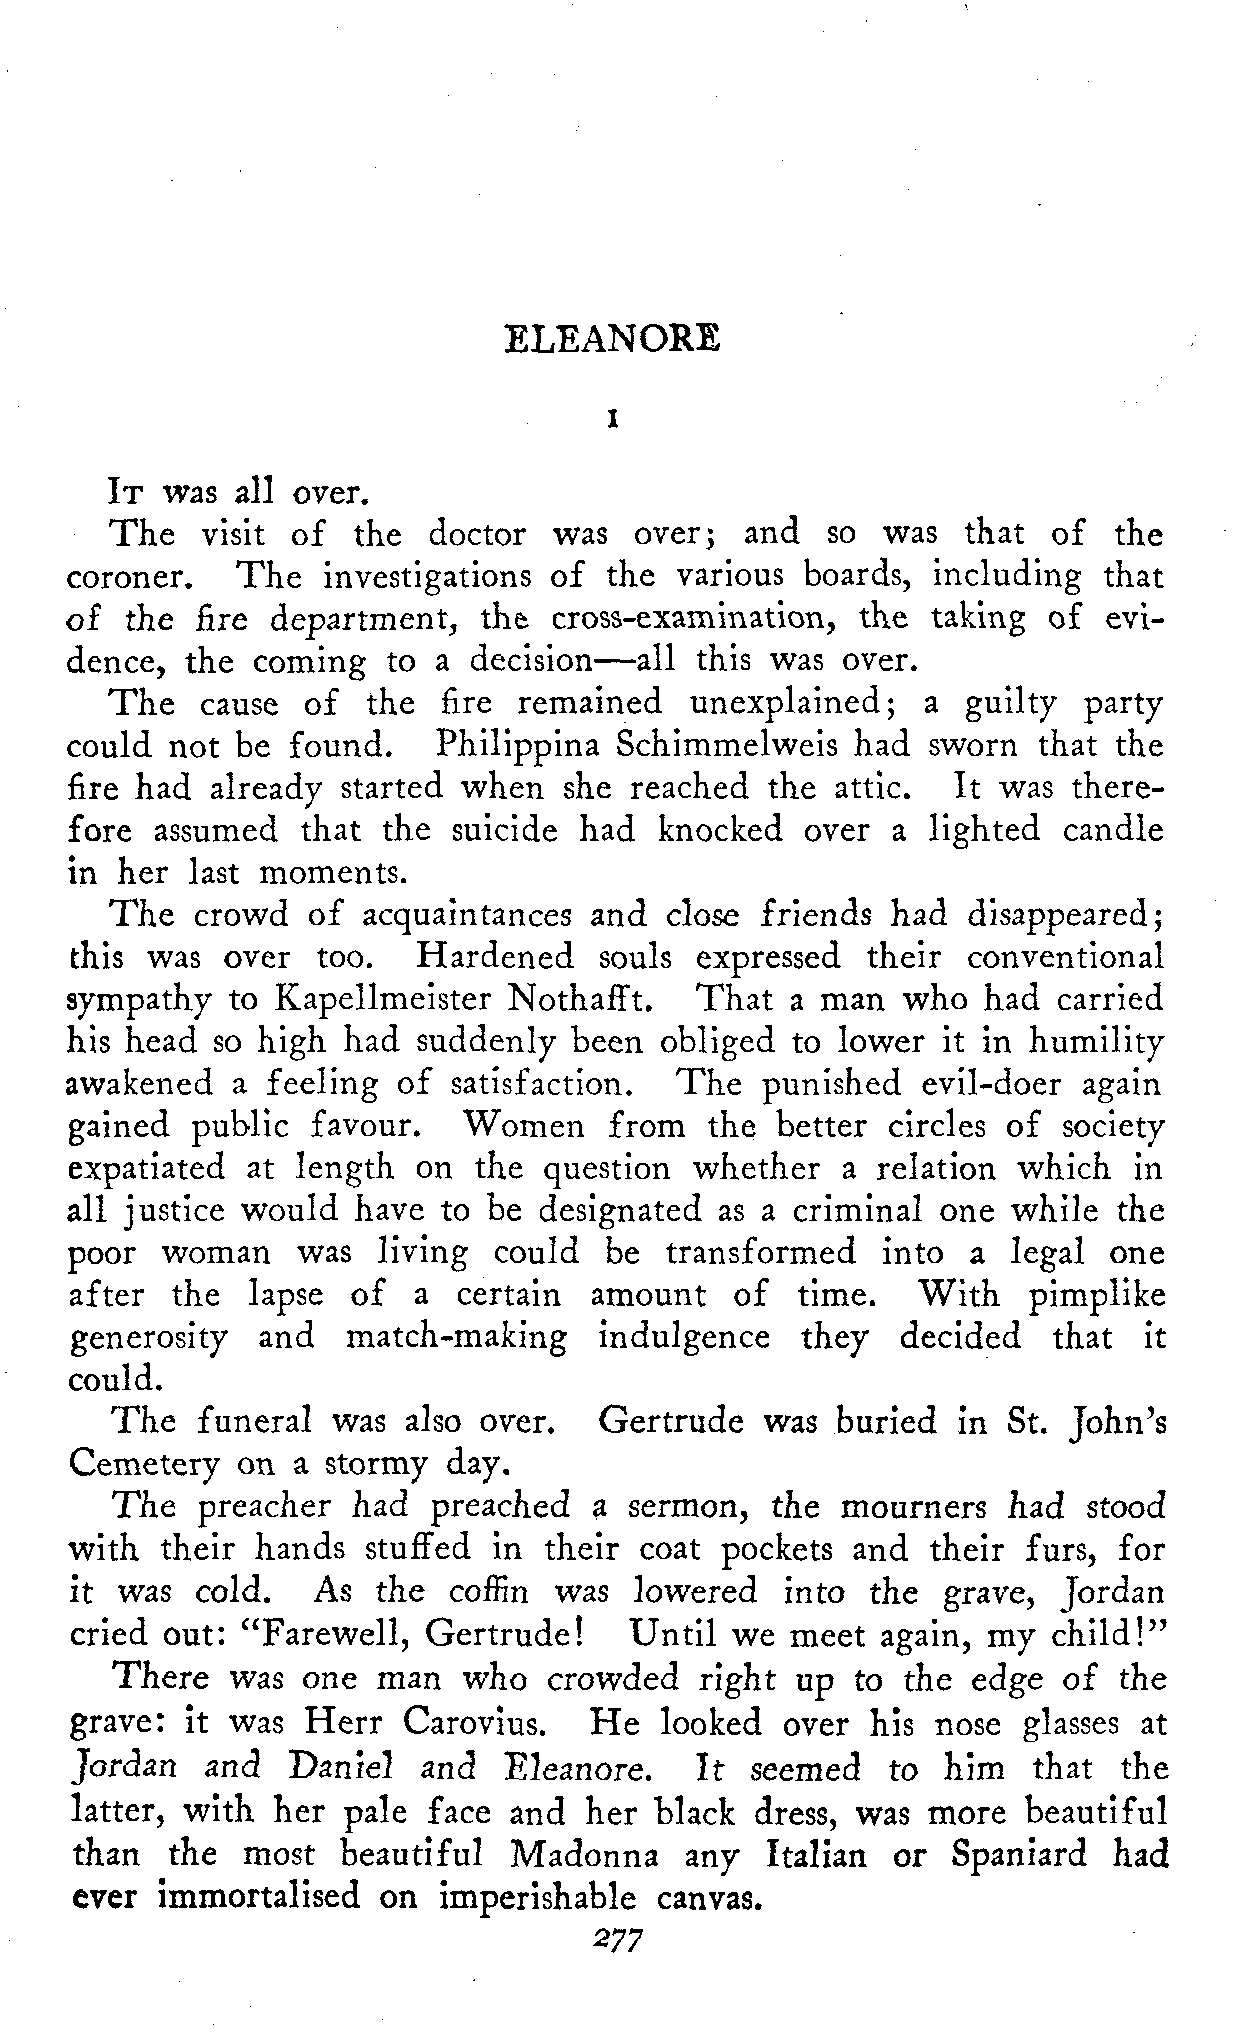 ELEANORE
I
IT was all over.
The visit of the doctor was over; and so was that of the
coroner. The investigations of the various boards, including that
of the fire department, the cross-examination, the taking of evi-
dence, the coming to a decision—all this was over.
The cause of the fire remained unexplained; a guilty party
could not be found. Philippina Schimmelweis had sworn that the
fire had already started when she reached the attic. It was there-
fore assumed that the suicide had knocked over a lighted candle
in her last moments.
The crowd of acquaintances and close friends had disappeared;
this was over too. Hardened souls expressed their conventional
sympathy to Kapellmeister Nothafft. That a man who had carried
his head so high had suddenly been obliged to lower it in humility
awakened a feeling of satisfaction. The punished evil-doer again
gained public favour. Women from the better circles of society
expatiated at length on the question whether a relation which in
all justice would have to be designated as a criminal one while the
poor woman was living could be transformed into a legal one
after the lapse of a certain amount of time. With pimplike
generosity and match-making indulgence they decided that it
could.
The funeral was also over. Gertrude was buried in St. John's
Cemetery on a stormy day.
The preacher had preached a sermon, the mourners had stood
with their hands stuffed in their coat pockets and their furs, for
it was cold. As the coffin was lowered into the grave, Jordan
cried out: "Farewell, Gertrude! Until we meet again, my child!"
There was one man who crowded right up to the edge of the
grave: it was Herr Carovius. He looked over his nose glasses at
Jordan and Daniel and Eleanore. It seemed to him that the
latter, with her pale face and her black dress, was more beautiful
than the most beautiful Madonna any Italian or Spaniard had
ever immortalised on imperishable canvas.
277